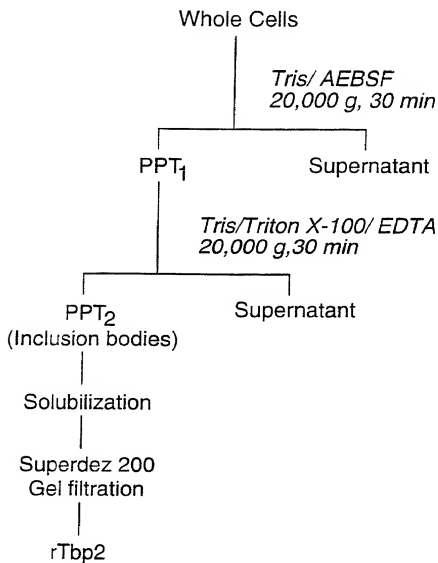 Whole Cells
Tris/ AEBSF
20,000 g, 30 min
PPT1
Supernatant
Tris/Triton X-100/ EDTA
20,000 g,30 min
PPT2
Supernatant
(Inclusion bodies)
Solubilization
Superdez 200
Gel filtration
rTbp2